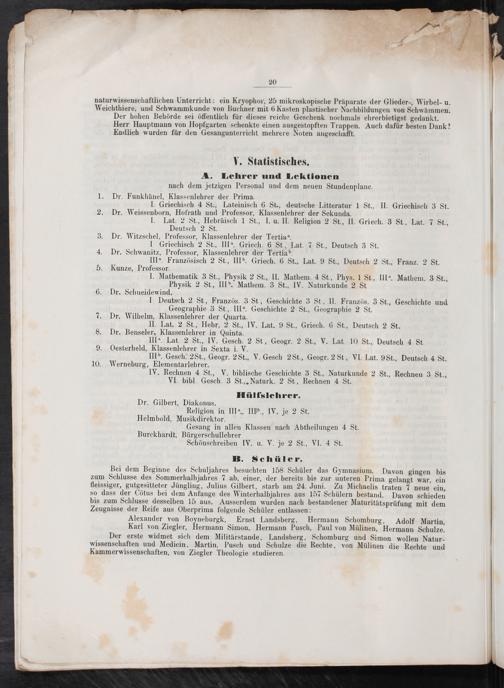 20
naturwissenschaftlichen Unterricht: ein Kryophor, 25 mikroskopische Präparate der Glieder-, Wirbel- u.
Weichthiere, und Schwammkunde von Buchner mit 6 Kasten plastischer Nachbildungen von Schwämmen.
Der hohen Behörde sei öffentlich für dieses reiche Geschenk nochmals ehrerbietigst gedankt.
Herr Hauptmann von Hopfgarten schenkte einen ausgestopften Trappen. Auch dafür besten Dank!
Endlich wurden für den Gesangunterricht mehrere Noten angeschafft.
V. Statistisches.
A. Lehrer und Lektionen
nach dem jetzigen Personal und dem neuen Stundenplane.
1. Dr. Funkhänel, Klassenlehrer der Prima
I Griechisch 4 St., Lateinisch 6 St., deutsche Litteratur 1 St., II. Griechisch 3 St.
2. Dr. Weissenborn, Hofrath und Professor, Klassenlehrer der Sekunda.
I. Lat. 2 St., Hebräisch 1 St., I. u. II. Religion 2 St., II. Griech. 3 St., Lat. 7 St.,
Deutsch 2 St.
3. Dr. Witzschel, Professor, Klassenlehrer der Tertiaᵃ.
I Griechisch 2 St., IIIᵃ. Griech. 6 St., Lat. 7 St., Deutsch 3 St.
4. Dr. Schwanitz, Professor, Klassenlehrer der Tertiaᵇ.
IIIᵃ Französisch 2 St., IIIᵇ. Griech. 6 St., Lat. 9 St., Deutsch 2 St., Franz. 2 St.
5. Kunze, Professor.
I. Mathematik 3 St., Physik 2 St., II. Mathem. 4 St., Phys. 1 St., IIIᵃ. Mathem. 3 St.,
Physik 2 St., IIIᵇ. Mathem. 3 St., IV. Naturkunde 2 St
6. Dr. Schneidewind.
I Deutsch 2 St., Französ. 3 St., Geschichte 3 St., II. Französ. 3 St., Geschichte und
Geographie 3 St., IIIᵃ. Geschichte 2 St., Geographie 2 St.
7. Dr. Wilhelm, Klassenlehrer der Quarta.
II. Lat. 2 St., Hebr. 2 St., IV. Lat. 9 St., Griech. 6 St., Deutsch 2 St.
8. Dr. Benseler, Klassenlehrer in Quinta.
IIIᵃ. Lat. 2 St., IV. Gesch. 2 St., Geogr. 2 St., V. Lat. 10 St., Deutsch 4 St
9. Oesterheld, Klassenlehrer in Sexta i. V.
IIIᵇ. Gesch. 2 St., Geogr. 2 St., V. Gesch 2 St., Geogr. 2 St., VI. Lat. 9 St., Deutsch 4 St.
10. Werneburg, Elementarlehrer.
IV. Rechnen 4 St., V. biblische Geschichte 3 St., Naturkunde 2 St., Rechnen 3 St.,
VI. bibl. Gesch. 3 St., Naturk. 2 St., Rechnen 4 St.
Hülfslehrer.
Dr. Gilbert, Diakonus.
Religion in IIIᵃ., IIIᵇ., IV. je 2 St.
Helmbold, Musikdirektor.
Gesang in allen Klassen nach Abtheilungen 4 St.
Burckhardt, Bürgerschullehrer
Schönschreiben IV. u. V. je 2 St., VI. 4 St.
B. Schüler.
Bei dem Beginne des Schuljahres besuchten 158 Schüler das Gymnasium. Davon gingen bis
zum Schlusse des Sommerhalbjahres 7 ab, einer, der bereits bis zur unteren Prima gelangt war, ein
fleissiger, gutgesitteter Jüngling, Julius Gilbert, starb am 24. Juni. Zu Michaelis traten 7 neue ein,
so dass der Cötus bei dem Anfange des Winterhalbjahrs aus 157 Schülern bestand. Davon schieden
bis zum Schlusse desselben 15 aus. Ausserdem wurden nach bestandener Maturitätsprüfung mit dem
Zeugnisse der Reife aus Oberprima folgende Schüler entlassen:
Alexander von Boyneburgk, Ernst Landsberg, Hermann Schomburg, Adolf Martin,
Karl von Ziegler, Hermann Simon, Hermann Pusch, Paul von Mülinen, Hermann Schulze.
Der erste widmet sich dem Militärstande, Landsberg, Schomburg und Simon wollen Natur-
wissenschaften und Medicin, Martin, Pusch und Schulze die Rechte, von Mülinen die Rechte und
Kammerwissenschaften, von Ziegler Theologie studieren